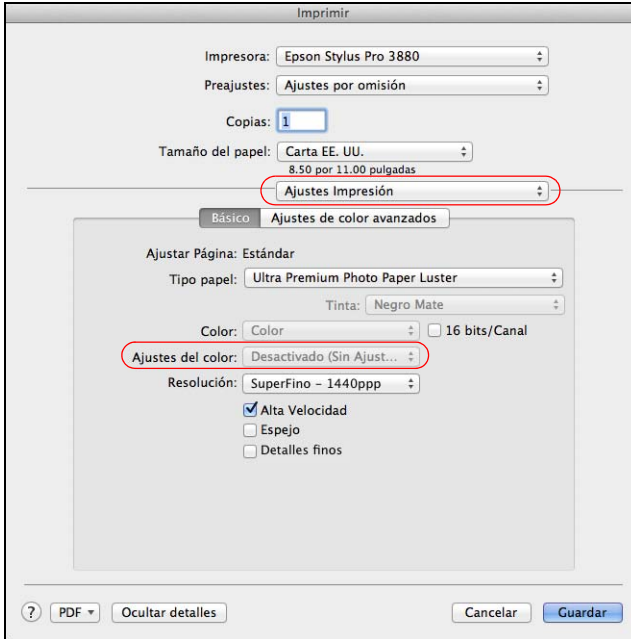 Imprimir
Impresora: Epson Stylus Pro 3880
Preajustes: Ajustes por omisión
Copias: 1
Tamaño del papel: Carta EE. UU.
8.50 por 11.00 pulgadas
Ajustes Impresión
Básico Ajustes de color avanzados
Ajustar Página: Estándar
Tipo papel: Ultra Premium Photo Paper Luster
Tinta: Negro Mate
Color: Color 16 bits/Canal
Ajustes del color: Desactivado (Sin Ajust...
Resolución: SuperFino - 1440ppp
Alta Velocidad
Espejo
Detalles finos
? PDF Ocultar detalles Cancelar Guardar